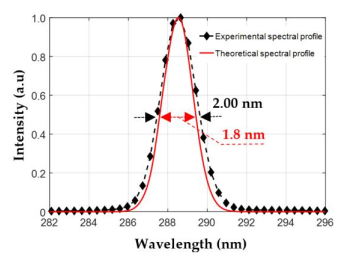 1.0
0.8
0.6
0.4
0.2
0
282 284 286 288 290 292 294 296
Intensity (a.u)
Wavelength (nm)
Experimental spectral profile
Theoretical spectral profile
2.00 nm
1.8 nm